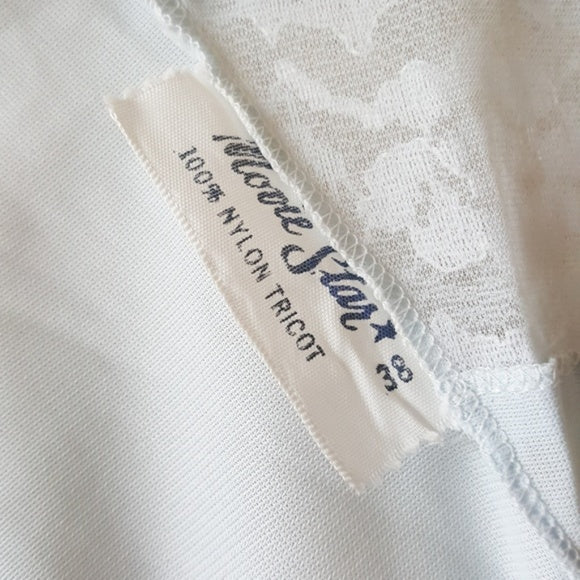 Movie Star
100% NYLON TRICOT
38